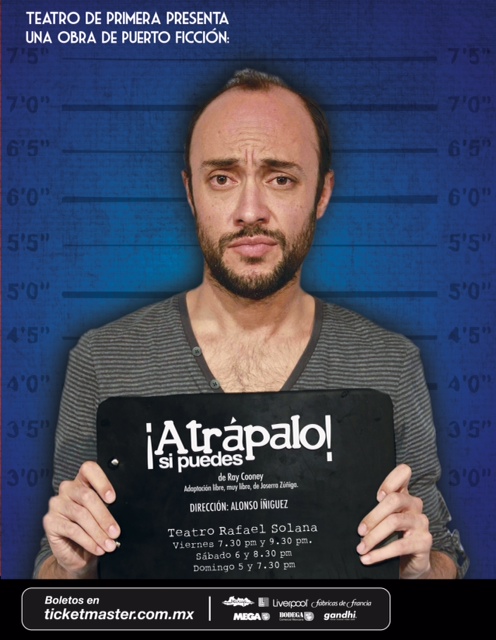 TEATRO DE PRIMERA PRESENTA
UNA OBRA DE PUERTO FICCIÓN:
7'5" 7'5"
7'0" 7'0"
6'5" 6'5"
6'0" 6'0"
5'5" 5'5"
5'0" 5'0"
4'5" 4'5"
4'0" 4'0"
3'5" 3'5"
3'0" 3'0"
¡Atrápalo!
si puedes
de Ray Cooney
Adaptación libre, muy libre, de Joserra Zúñiga.
DIRECCIÓN: ALONSO ÍÑIGUEZ
Teatro Rafael Solana
Viernes 7.30 pm y 9.30 pm.
Sábado 6 y 8.30 pm
Domingo 5 y 7.30 pm
Boletos en
ticketmaster.com.mx
Liverpool fábricas de francia
MEGA BODEGA gandhi